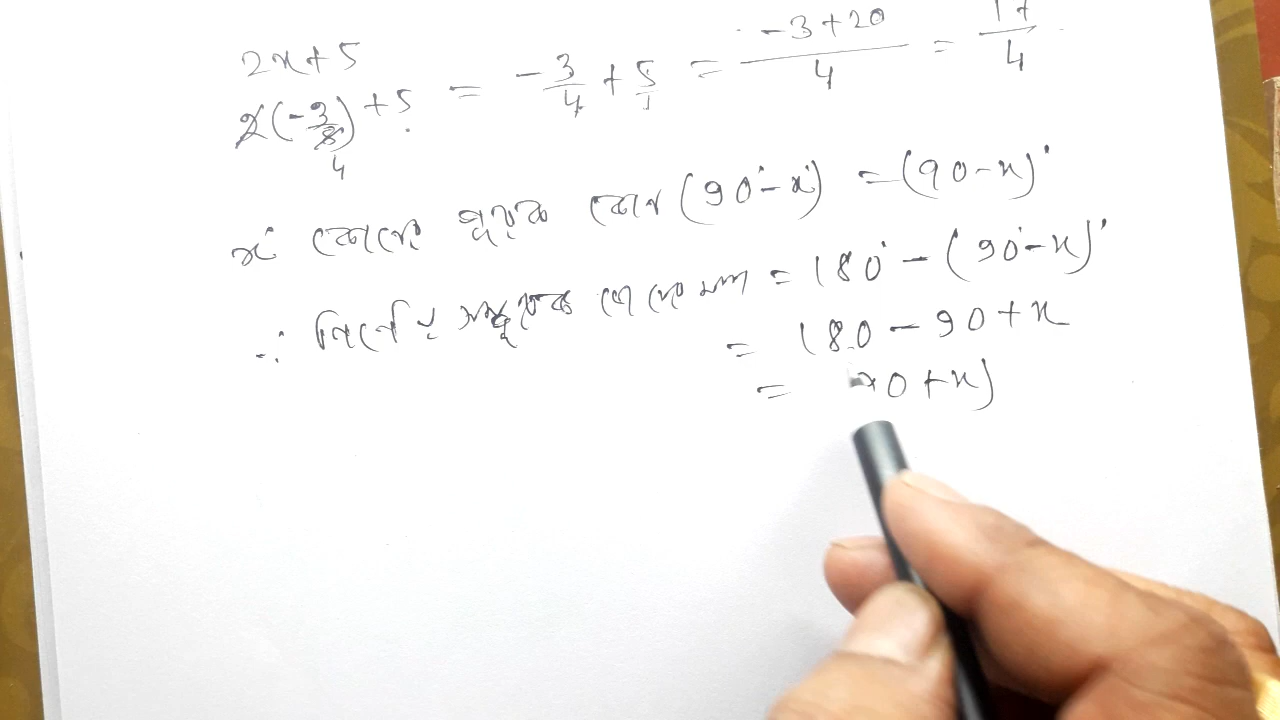 2x+5
2(-3/8)+5 = -3/4 + 5/1 = -3+20/4 = 17/4
x° কোণের পূরক কোণ (90°-x°) = (90-x)°
∴ নির্ণেয় সম্পূরক কোণের মান = 180° - (90°-x)°
= 180 - 90 + x
= 90+x)